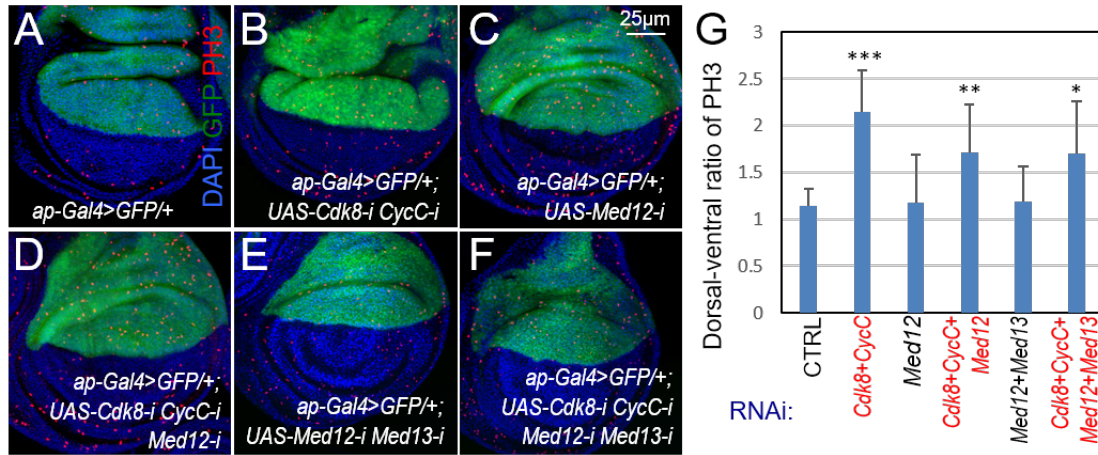 A
DAPI GFP PH3
ap-Gal4>GFP/+
B
ap-Gal4>GFP/+;
UAS-Cdk8-i CycC-i
C
25μm
ap-Gal4>GFP/+;
UAS-Med12-i
D
ap-Gal4>GFP/+;
UAS-Cdk8-i CycC-i
Med12-i
E
ap-Gal4>GFP/+;
UAS-Med12-i Med13-i
F
ap-Gal4>GFP/+;
UAS-Cdk8-i CycC-i
Med12-i Med13-i
G
Dorsal-ventral ratio of PH3
3
2.5
2
1.5
1
0.5
0
***
**
*
CTRL
Cdk8+CycC
Med12
Cdk8+CycC+
Med12
Med12+Med13
Cdk8+CycC+
Med12+Med13
RNAi: